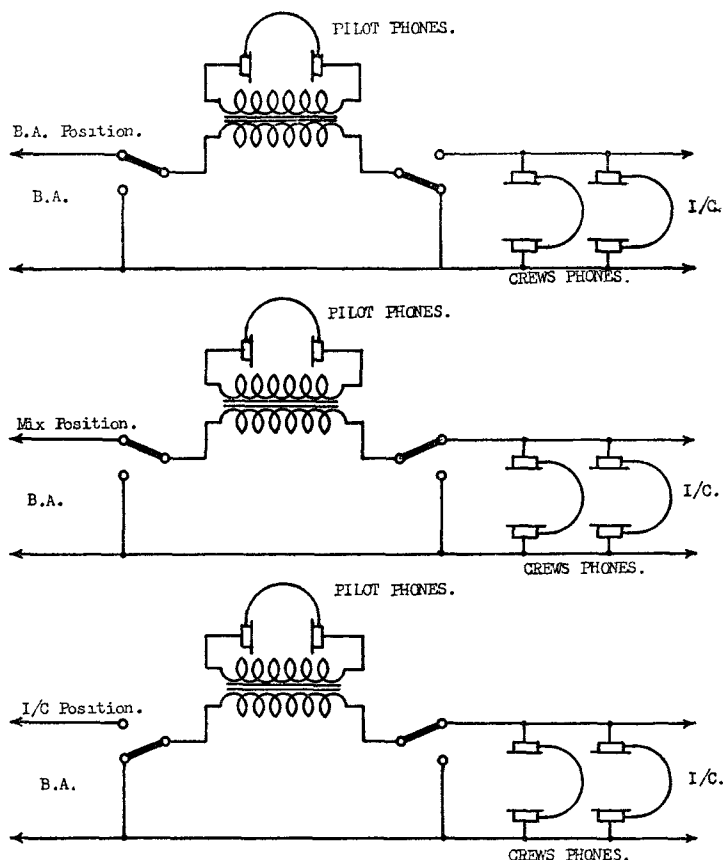 PILOT PHONES.
B.A. Position.
B.A.
I/C.
CREWS PHONES.
PILOT PHONES.
Mix Position.
B.A.
I/C.
CREWS PHONES.
PILOT PHONES.
I/C Position.
B.A.
I/C.
CREWS PHONES.